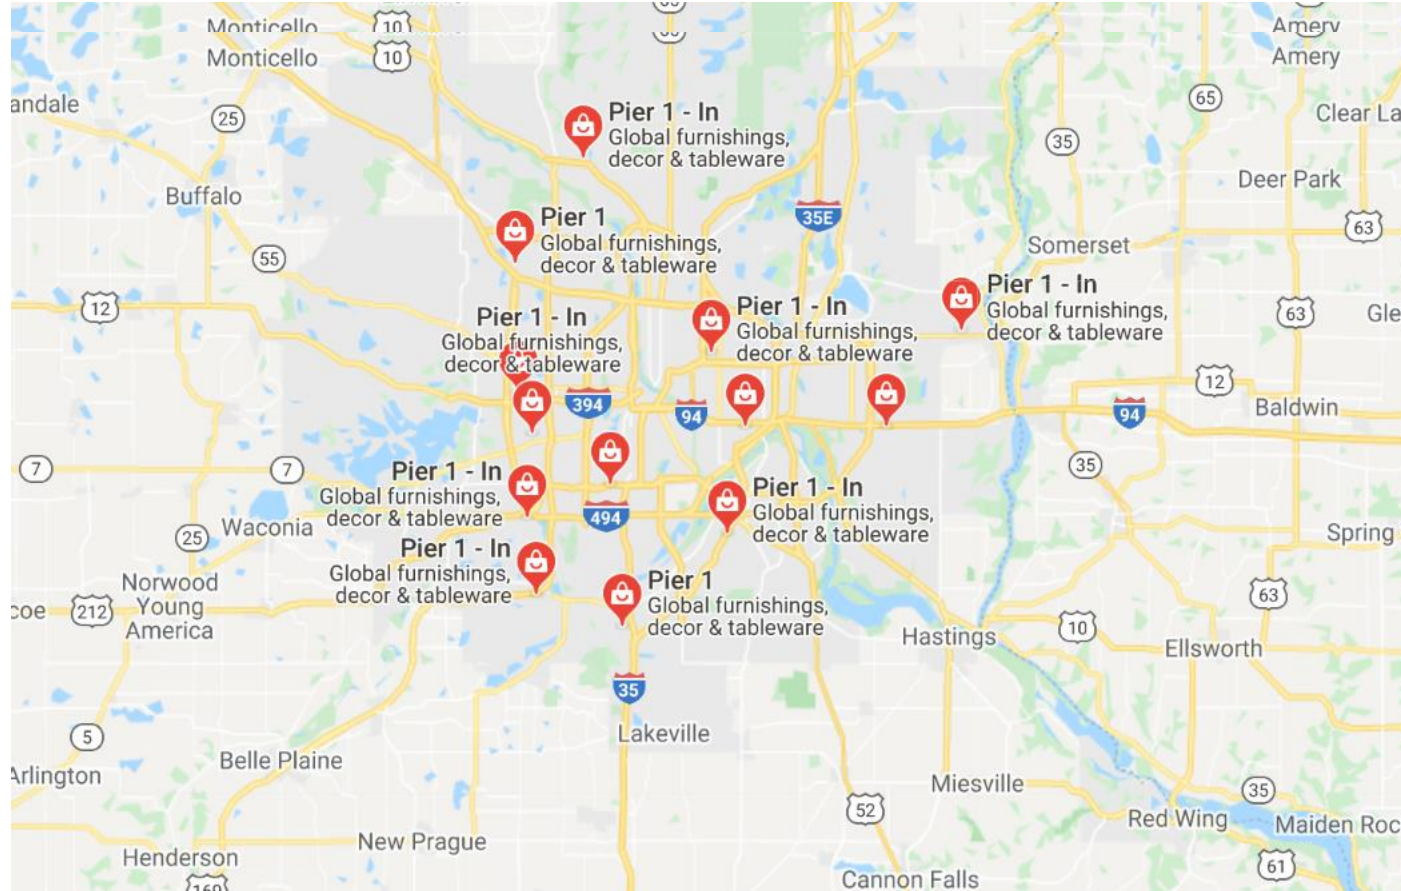 Monticello
10
35
Amery
Monticello
10
Amery
andale
25
65
Clear La
Pier 1 - In
Global furnishings,
decor & tableware
35
Buffalo
Deer Park
35E
Pier 1
Global furnishings,
decor & tableware
63
Somerset
55
12
Pier 1 - In
Global furnishings,
decor & tableware
63
Gle
Pier 1 - In
Global furnishings,
decor & tableware
Pier 1 - In
Global furnishings,
decor & tableware
12
394
94
94
Baldwin
7
7
35
Pier 1 - In
Global furnishings,
decor & tableware
Pier 1 - In
Global furnishings,
decor & tableware
494
Waconia
25
Spring
Pier 1 - In
Global furnishings,
decor & tableware
Norwood
Young
America
coe
212
Pier 1
Global furnishings,
decor & tableware
63
10
Hastings
Ellsworth
35
Lakeville
5
Belle Plaine
Arlington
Miesville
35
52
Red Wing
Maiden Roc
New Prague
Henderson
61
Cannon Falls
169